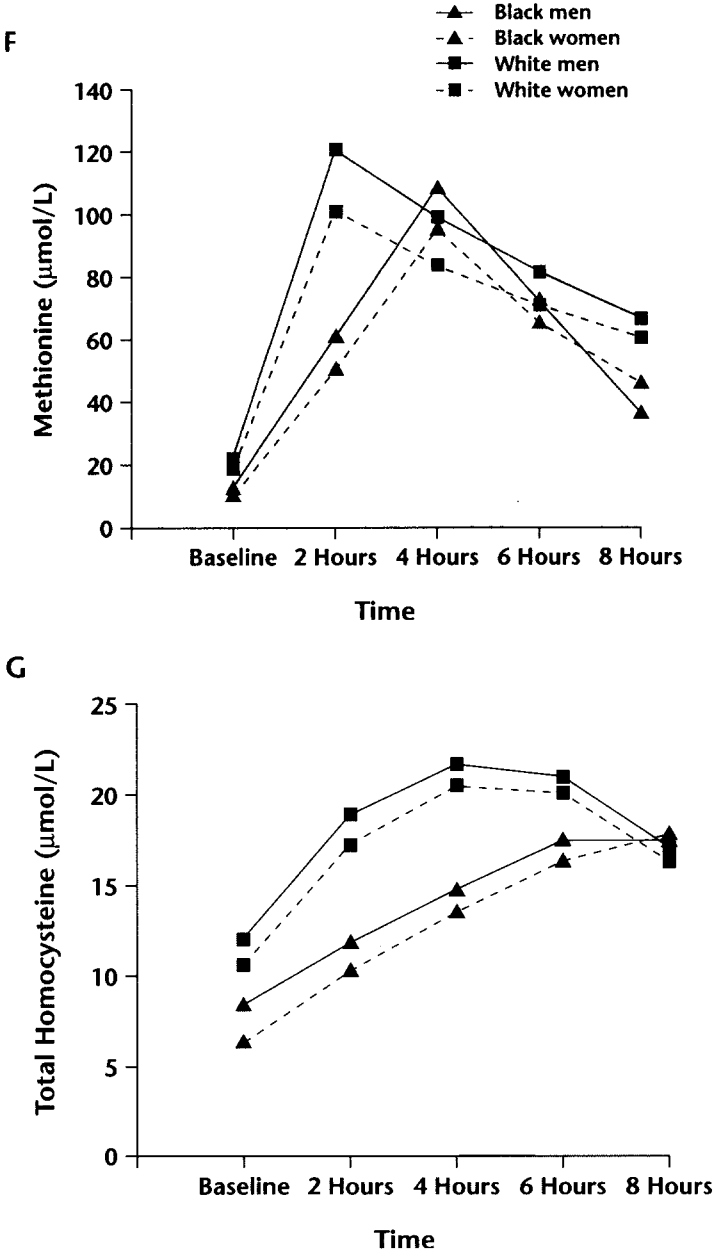 F
Black men
Black women
White men
White women
140
120
100
80
60
40
20
0
Methionine (μmol/L)
Baseline 2 Hours 4 Hours 6 Hours 8 Hours
Time
G
25
20
15
10
5
0
Total Homocysteine (μmol/L)
Baseline 2 Hours 4 Hours 6 Hours 8 Hours
Time